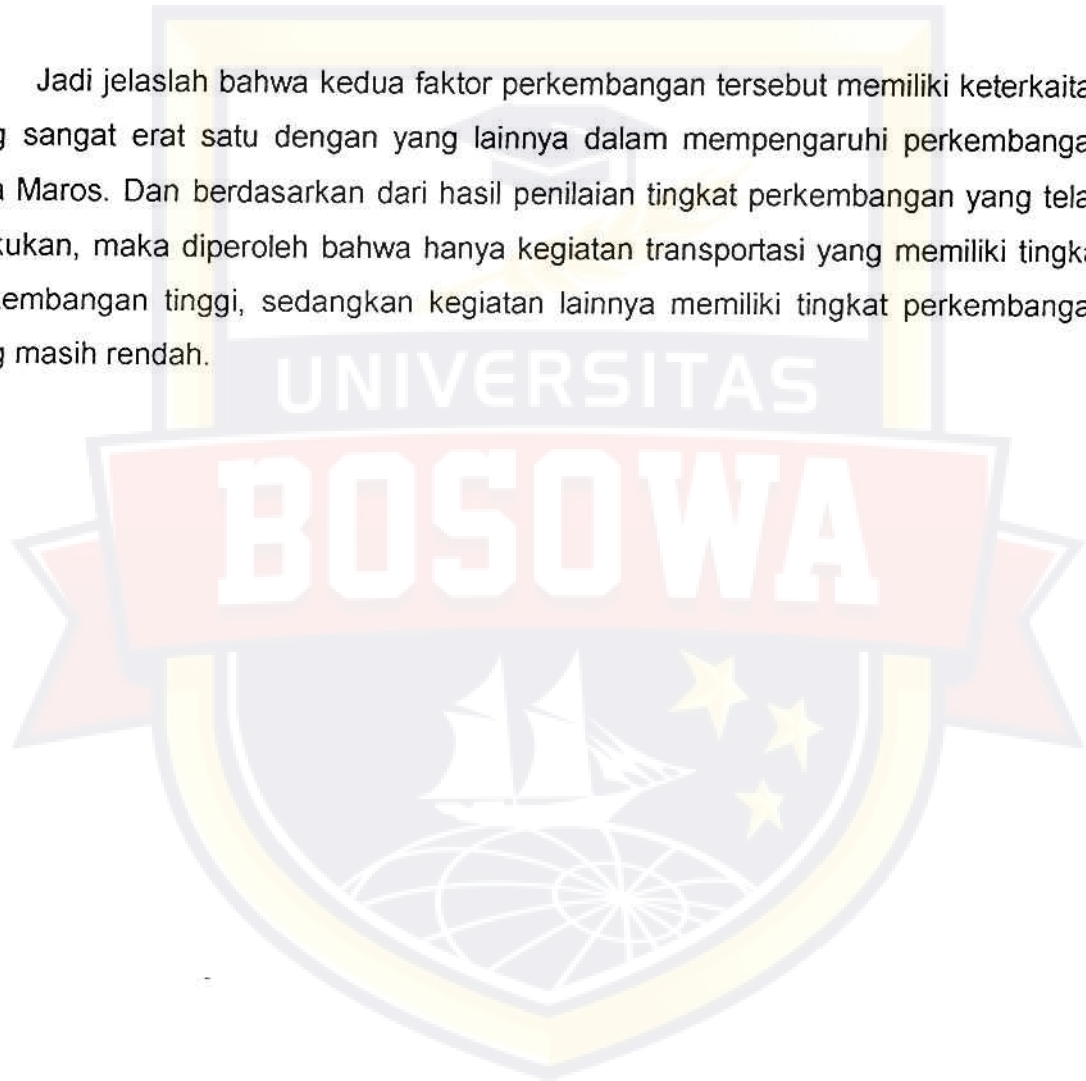 Jadi jelaslah bahwa kedua faktor perkembangan tersebut memiliki keterkaita
g sangat erat satu dengan yang lainnya dalam mempengaruhi perkembanga
a Maros. Dan berdasarkan dari hasil penilaian tingkat perkembangan yang tela
kukan, maka diperoleh bahwa hanya kegiatan transportasi yang memiliki tingka
embangan tinggi, sedangkan kegiatan lainnya memiliki tingkat perkembanga
g masih rendah.
UNIVERSITAS
BOSOWA